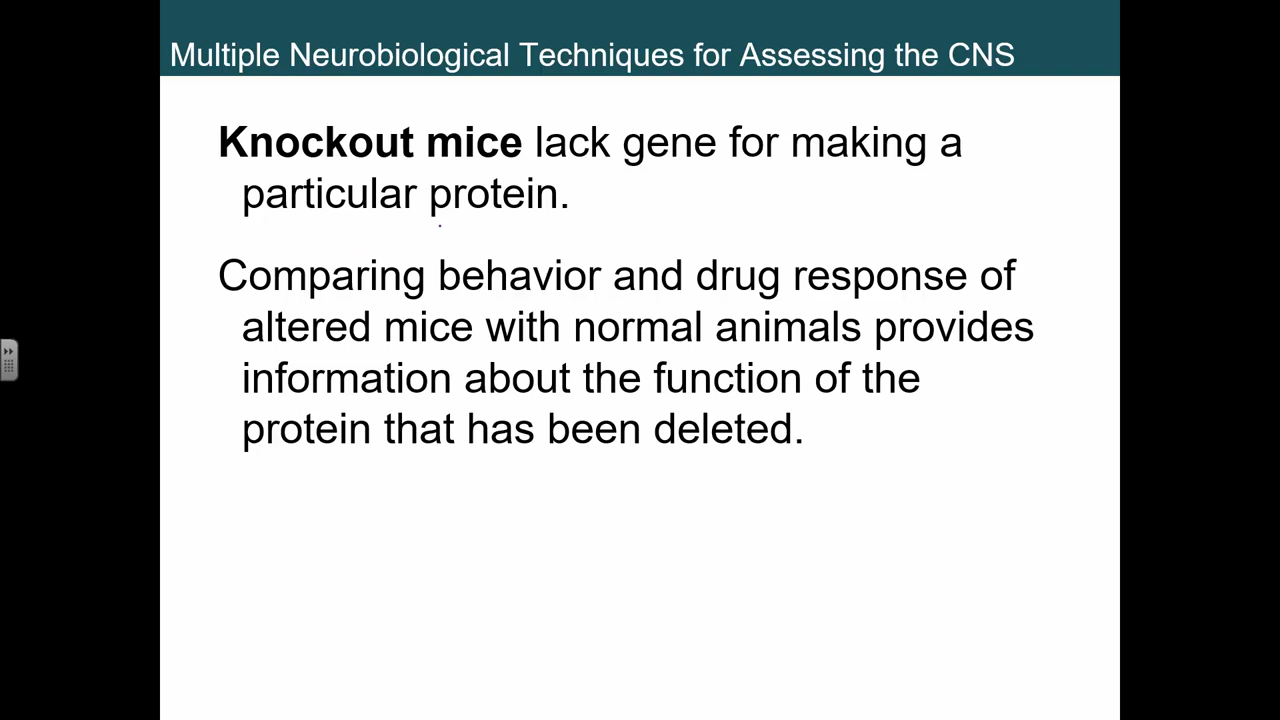 Multiple Neurobiological Techniques for Assessing the CNS
Knockout mice lack gene for making a
particular protein.
Comparing behavior and drug response of
altered mice with normal animals provides
information about the function of the
protein that has been deleted.